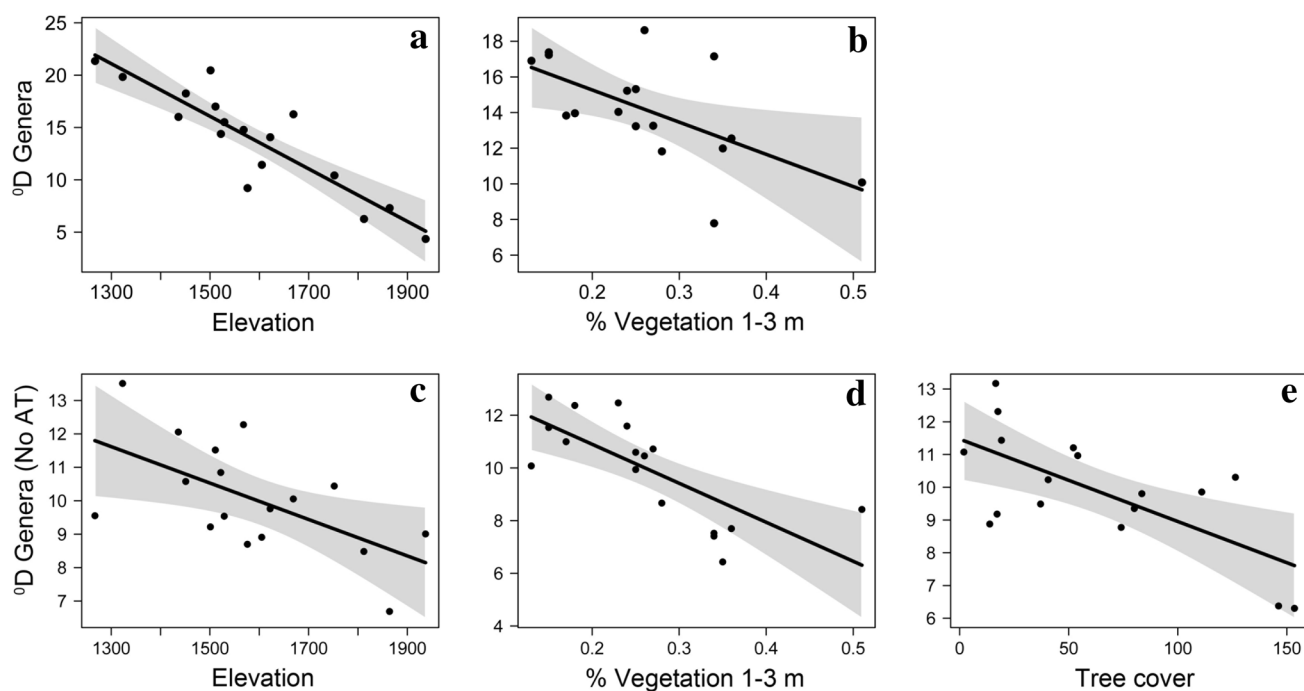 a
25
20
15
10
5
⁰D Genera
1300 1500 1700 1900
Elevation
b
18
16
14
12
10
8
6
0.2 0.3 0.4 0.5
% Vegetation 1-3 m
c
13
12
11
10
9
8
7
⁰D Genera (No AT)
1300 1500 1700 1900
Elevation
d
12
10
8
6
4
0.2 0.3 0.4 0.5
% Vegetation 1-3 m
e
13
12
11
10
9
8
7
6
0 50 100 150
Tree cover